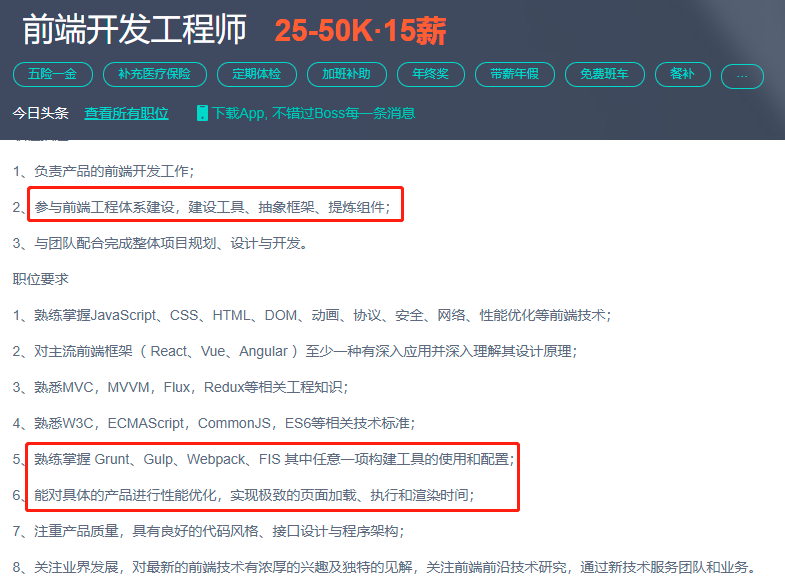 前端开发工程师 25-50K·15薪
五险一金 补充医疗保险 定期体检 加班补助 年终奖 带薪年假 免费班车 餐补 ...
今日头条 查看所有职位 下载App, 不错过Boss每一条消息
1、负责产品的前端开发工作；
2、参与前端工程体系建设，建设工具、抽象框架、提炼组件；
3、与团队配合完成整体项目规划、设计与开发。
职位要求
1、熟练掌握JavaScript、CSS、HTML、DOM、动画、协议、安全、网络、性能优化等前端技术；
2、对主流前端框架（ React、Vue、Angular ）至少一种有深入应用并深入理解其设计原理；
3、熟悉MVC，MVVM，Flux，Redux等相关工程知识；
4、熟悉W3C，ECMAScript，CommonJS，ES6等相关技术标准；
5、熟练掌握 Grunt、Gulp、Webpack、FIS 其中任意一项构建工具的使用和配置；
6、能对具体的产品进行性能优化，实现极致的页面加载、执行和渲染时间；
7、注重产品质量，具有良好的代码风格、接口设计与程序架构；
8、关注业界发展，对最新的前端技术有浓厚的兴趣及独特的见解，关注前端前沿技术研究，通过新技术服务团队和业务。